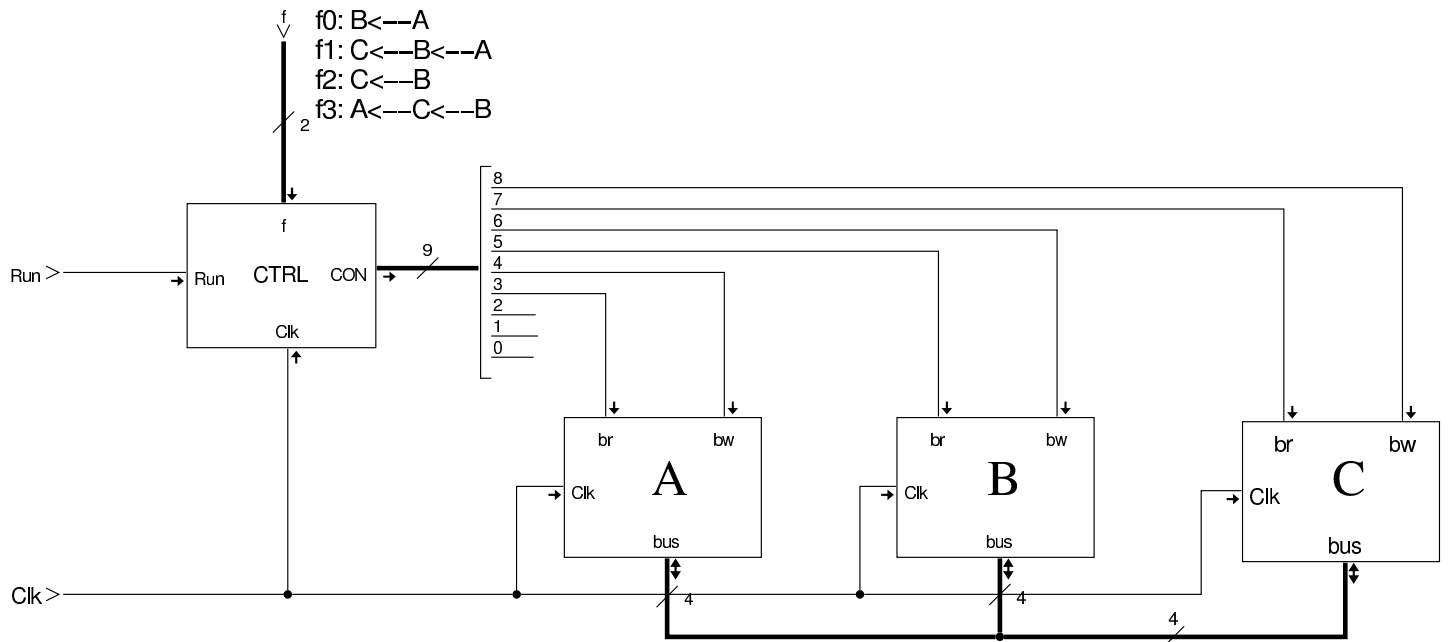 f
f0: B<--A
f1: C<--B<--A
f2: C<--B
f3: A<--C<--B
2
8
7
6
5
4
3
2
1
0
9
f
Run
Run CTRL CON
Clk
br bw
A
Clk
bus
br bw
B
Clk
bus
br bw
C
Clk
bus
Clk
4
4
4